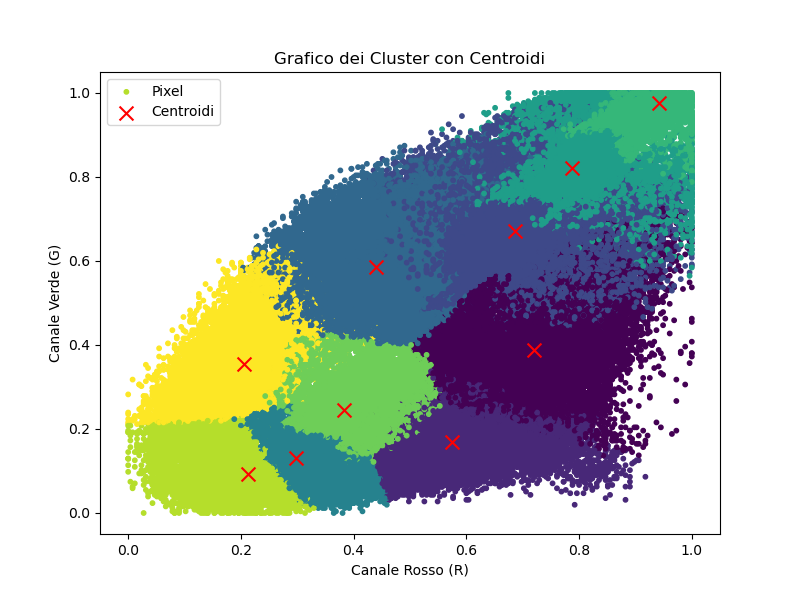 Grafico dei Cluster con Centroidi
Pixel
Centroidi
Canale Verde (G)
1.0
0.8
0.6
0.4
0.2
0.0
0.0 0.2 0.4 0.6 0.8 1.0
Canale Rosso (R)